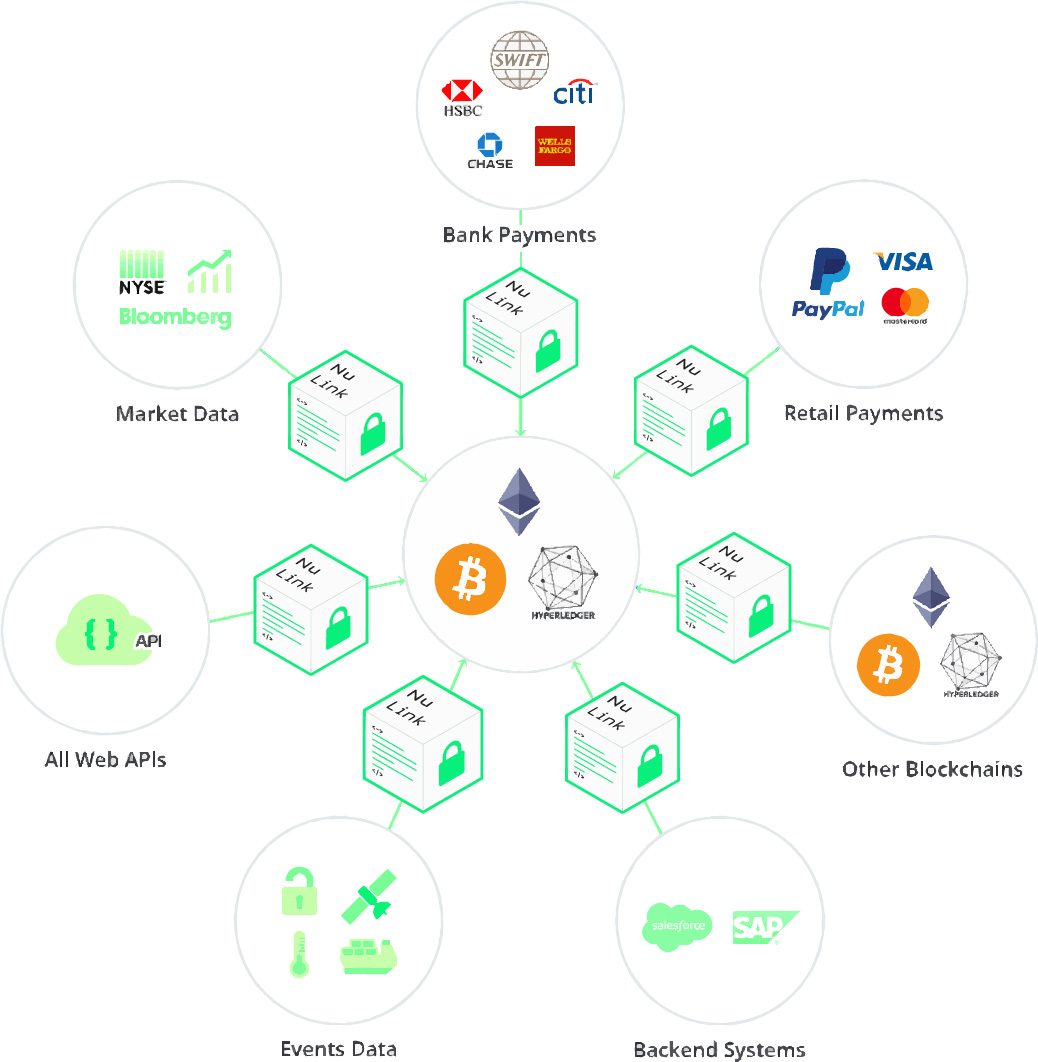 SWIFT
HSBC
citi
CHASE
WELLS
FARGO
Bank Payments
NYSE
Bloomberg
Market Data
PayPal
VISA
mastercard
Retail Payments
Nu
Link
<->
</>
Nu
Link
<->
</>
Nu
Link
<->
</>
HYPERLEDGER
{ } API
All Web APIs
Nu
Link
<->
</>
Nu
Link
<->
</>
HYPERLEDGER
Other Blockchains
Nu
Link
<->
</>
Nu
Link
<->
</>
Events Data
salesforce
SAP
Backend Systems